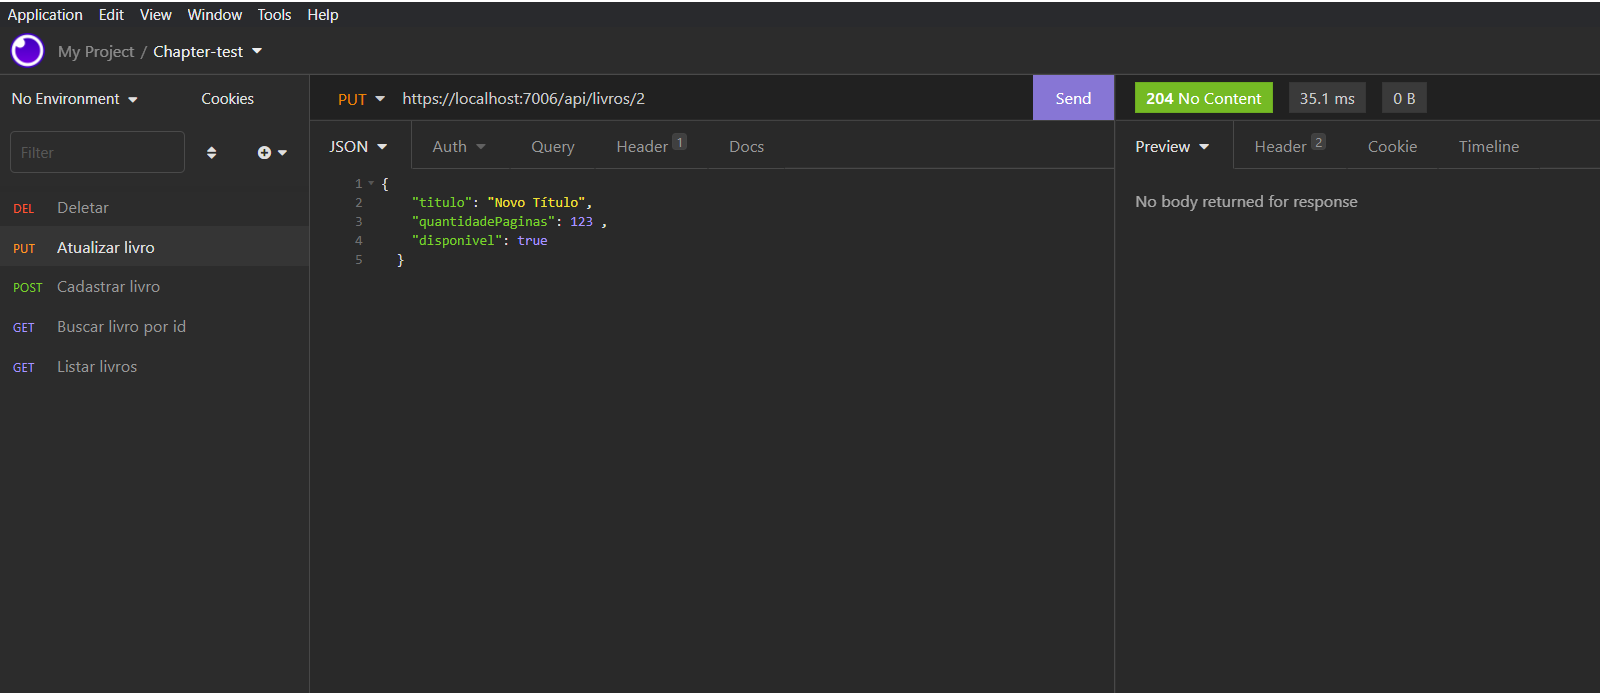 Application Edit View Window Tools Help
My Project / Chapter-test
No Environment Cookies
Filter
DEL Deletar
PUT Atualizar livro
POST Cadastrar livro
GET Buscar livro por id
GET Listar livros
PUT https://localhost:7006/api/livros/2 Send
JSON Auth Query Header 1 Docs
1 {
2 "titulo": "Novo Título",
3 "quantidadePaginas": 123 ,
4 "disponivel": true
5 }
204 No Content 35.1 ms 0 B
Preview Header 2 Cookie Timeline
No body returned for response